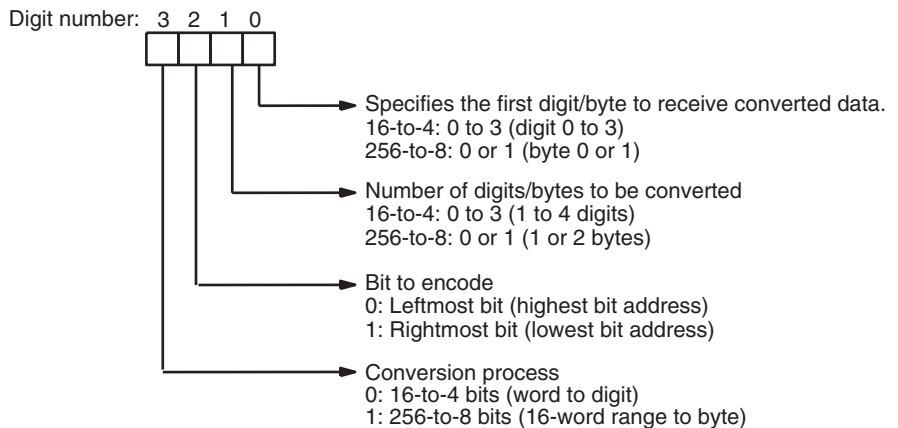 Digit number: 3 2 1 0
Specifies the first digit/byte to receive converted data.
16-to-4: 0 to 3 (digit 0 to 3)
256-to-8: 0 or 1 (byte 0 or 1)
Number of digits/bytes to be converted
16-to-4: 0 to 3 (1 to 4 digits)
256-to-8: 0 or 1 (1 or 2 bytes)
Bit to encode
0: Leftmost bit (highest bit address)
1: Rightmost bit (lowest bit address)
Conversion process
0: 16-to-4 bits (word to digit)
1: 256-to-8 bits (16-word range to byte)